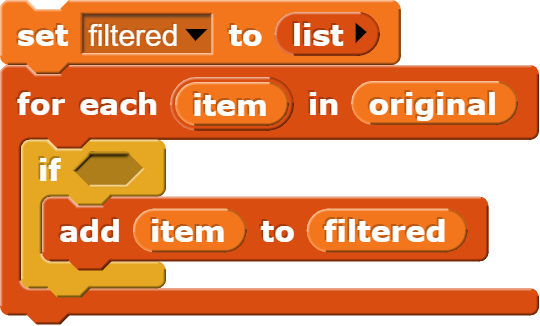 set filtered to list
for each item in original
if
add item to filtered